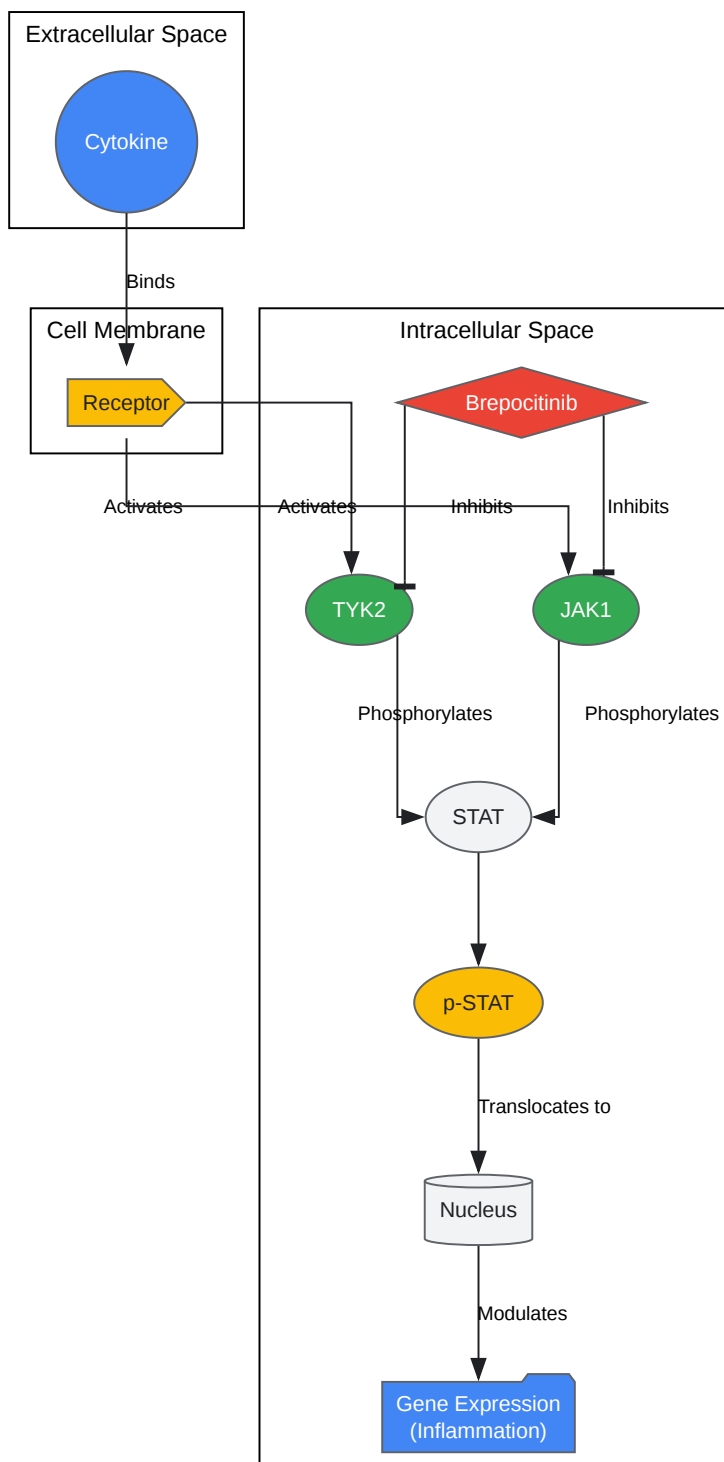 Extracellular Space
Cytokine
Binds
Cell Membrane
Intracellular Space
Receptor
Brepocitinib
Activates
Activates
Inhibits
Inhibits
TYK2
JAK1
Phosphorylates
Phosphorylates
STAT
p-STAT
Translocates to
Nucleus
Modulates
Gene Expression
(Inflammation)